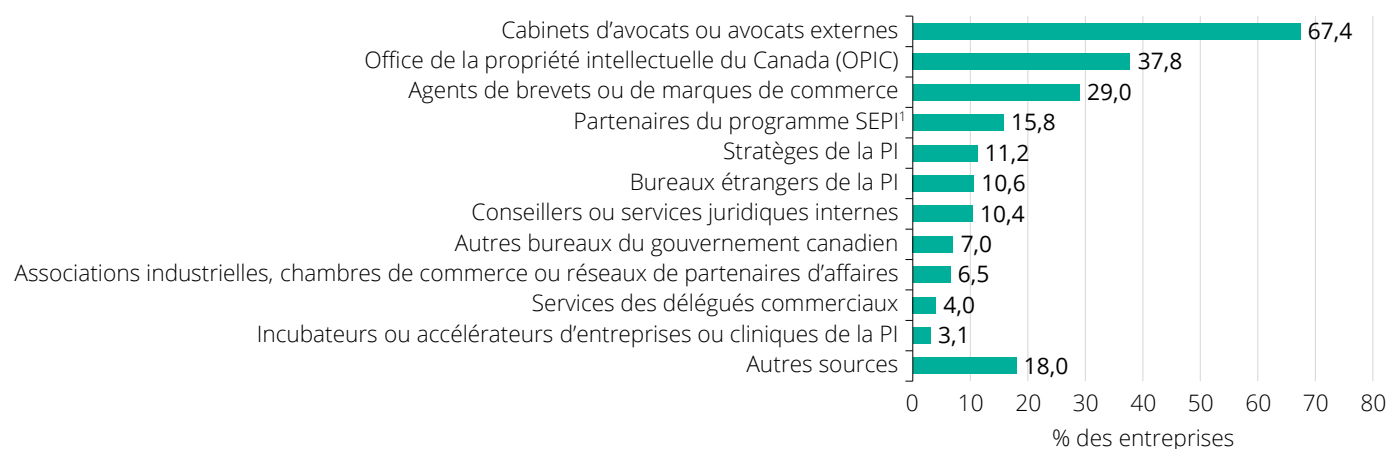 Cabinets d’avocats ou avocats externes 67,4
Office de la propriété intellectuelle du Canada (OPIC) 37,8
Agents de brevets ou de marques de commerce 29,0
Partenaires du programme SEPI¹ 15,8
Stratèges de la PI 11,2
Bureaux étrangers de la PI 10,6
Conseillers ou services juridiques internes 10,4
Autres bureaux du gouvernement canadien 7,0
Associations industrielles, chambres de commerce ou réseaux de partenaires d’affaires 6,5
Services des délégués commerciaux 4,0
Incubateurs ou accélérateurs d’entreprises ou cliniques de la PI 3,1
Autres sources 18,0
0 10 20 30 40 50 60 70 80
% des entreprises